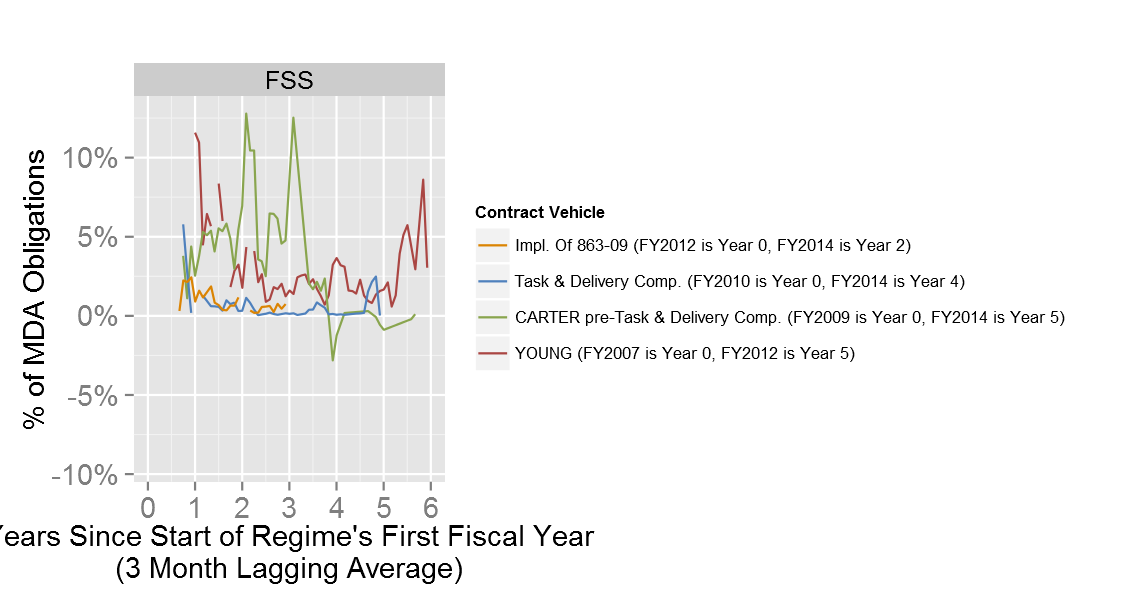 FSS
% of MDA Obligations
10%
5%
0%
-5%
-10%
0 1 2 3 4 5 6
ears Since Start of Regime's First Fiscal Year
(3 Month Lagging Average)
Contract Vehicle
Impl. Of 863-09 (FY2012 is Year 0, FY2014 is Year 2)
Task & Delivery Comp. (FY2010 is Year 0, FY2014 is Year 4)
CARTER pre-Task & Delivery Comp. (FY2009 is Year 0, FY2014 is Year 5)
YOUNG (FY2007 is Year 0, FY2012 is Year 5)